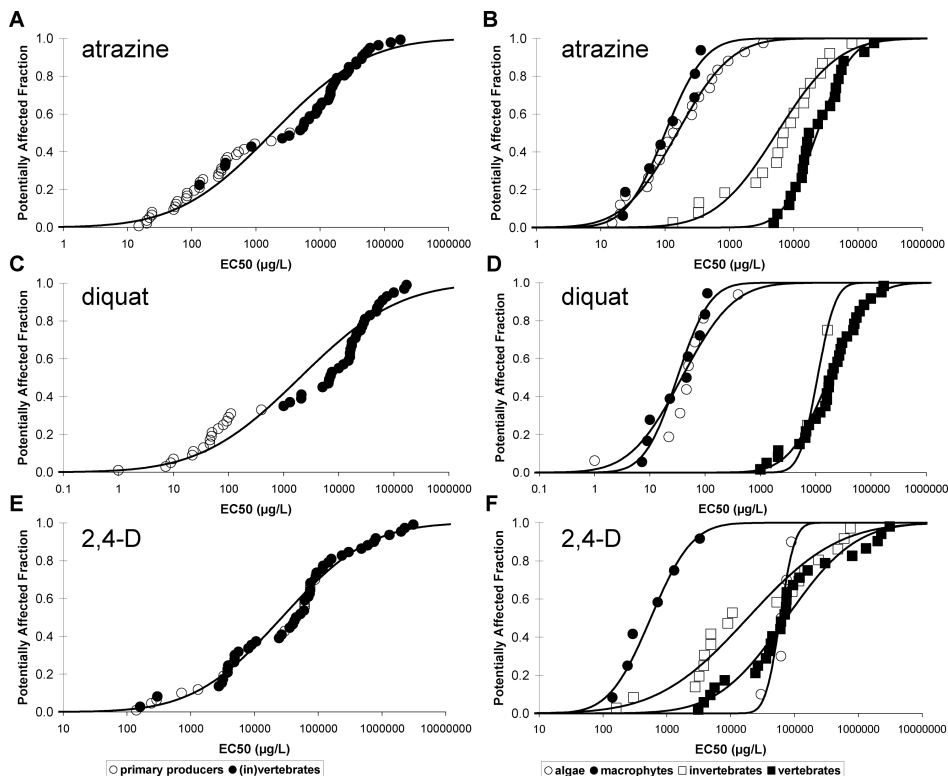 A
atrazine
Potentially Affected Fraction
1.0
0.8
0.6
0.4
0.2
0.0
1 10 100 1000 10000 100000 1000000
EC50 (µg/L)
B
atrazine
Potentially Affected Fraction
1.0
0.8
0.6
0.4
0.2
0.0
1 10 100 1000 10000 100000 1000000
EC50 (µg/L)
C
diquat
Potentially Affected Fraction
1.0
0.8
0.6
0.4
0.2
0.0
0.1 1 10 100 1000 10000 100000 1000000
EC50 (µg/L)
D
diquat
Potentially Affected Fraction
1.0
0.8
0.6
0.4
0.2
0.0
0.1 1 10 100 1000 10000 100000 1000000
EC50 (µg/L)
E
2,4-D
Potentially Affected Fraction
1.0
0.8
0.6
0.4
0.2
0.0
10 100 1000 10000 100000 1000000 10000000
EC50 (µg/L)
primary producers (in)vertebrates
F
2,4-D
Potentially Affected Fraction
1.0
0.8
0.6
0.4
0.2
0.0
10 100 1000 10000 100000 1000000 10000000
EC50 (µg/L)
algae macrophytes invertebrates vertebrates